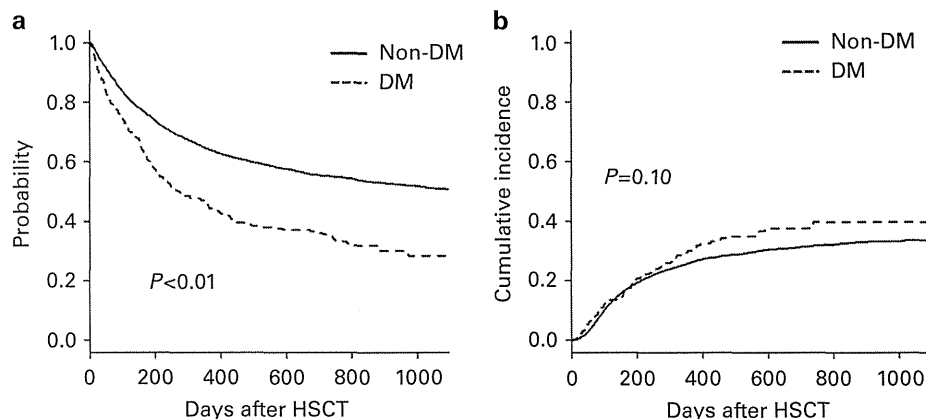 a
1.0
0.8
0.6
0.4
0.2
0.0
Probability
Non-DM
DM
P<0.01
0 200 400 600 800 1000
Days after HSCT
b
1.0
0.8
0.6
0.4
0.2
0.0
Cumulative incidence
Non-DM
DM
P=0.10
0 200 400 600 800 1000
Days after HSCT